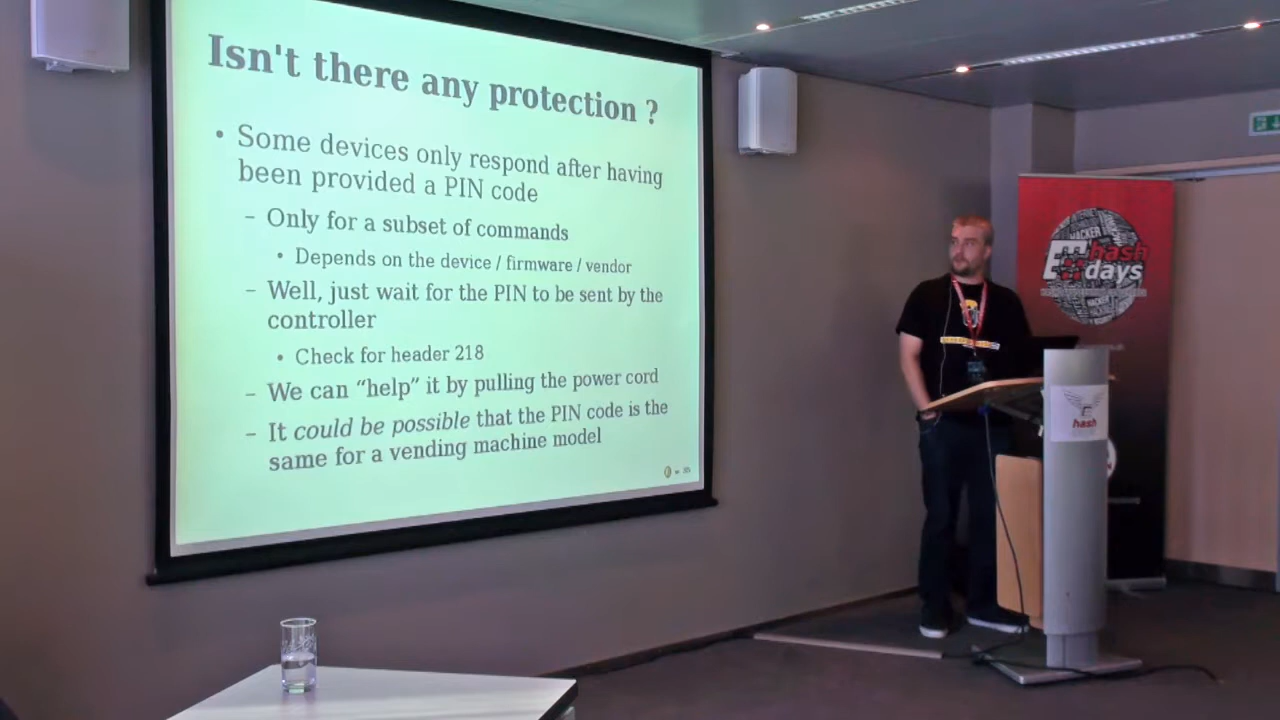 Isn't there any protection ?
• Some devices only respond after having
been provided a PIN code
– Only for a subset of commands
• Depends on the device / firmware / vendor
– Well, just wait for the PIN to be sent by the
controller
• Check for header 218
– We can “help” it by pulling the power cord
– It could be possible that the PIN code is the
same for a vending machine model
HACKER
hash
days
hash